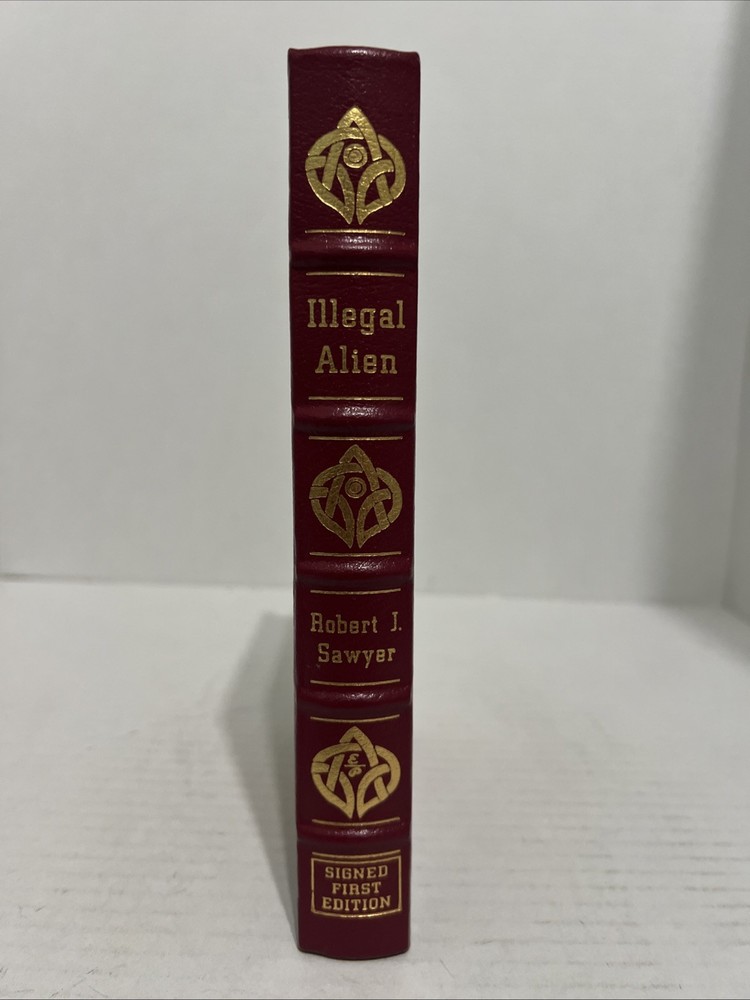 Illegal
Alien
Robert J.
Sawyer
SIGNED
FIRST
EDITION